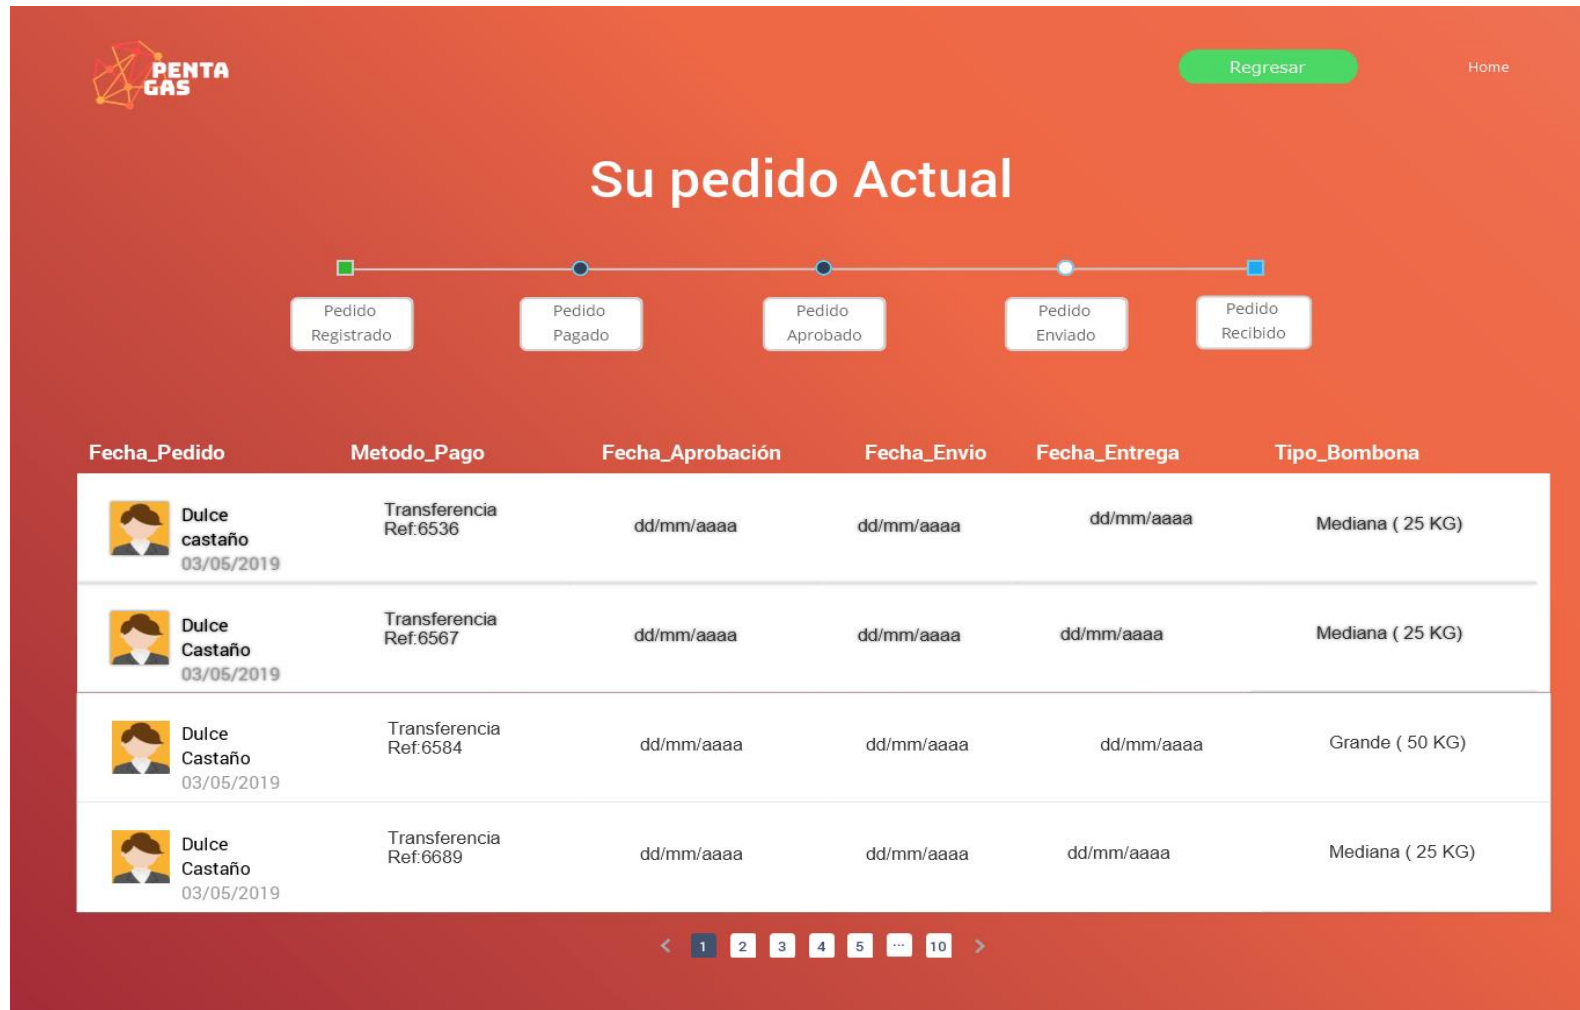 PENTA
GAS
Regresar
Home
Su pedido Actual
Pedido
Registrado
Pedido
Pagado
Pedido
Aprobado
Pedido
Enviado
Pedido
Recibido
Fecha_Pedido Metodo_Pago Fecha_Aprobación Fecha_Envio Fecha_Entrega Tipo_Bombona
Dulce
castaño
03/05/2019
Transferencia
Ref:6536
dd/mm/aaaa
dd/mm/aaaa
dd/mm/aaaa
Mediana ( 25 KG)
Dulce
Castaño
03/05/2019
Transferencia
Ref:6567
dd/mm/aaaa
dd/mm/aaaa
dd/mm/aaaa
Mediana ( 25 KG)
Dulce
Castaño
03/05/2019
Transferencia
Ref:6584
dd/mm/aaaa
dd/mm/aaaa
dd/mm/aaaa
Grande ( 50 KG)
Dulce
Castaño
03/05/2019
Transferencia
Ref:6689
dd/mm/aaaa
dd/mm/aaaa
dd/mm/aaaa
Mediana ( 25 KG)
< 1 2 3 4 5 ... 10 >